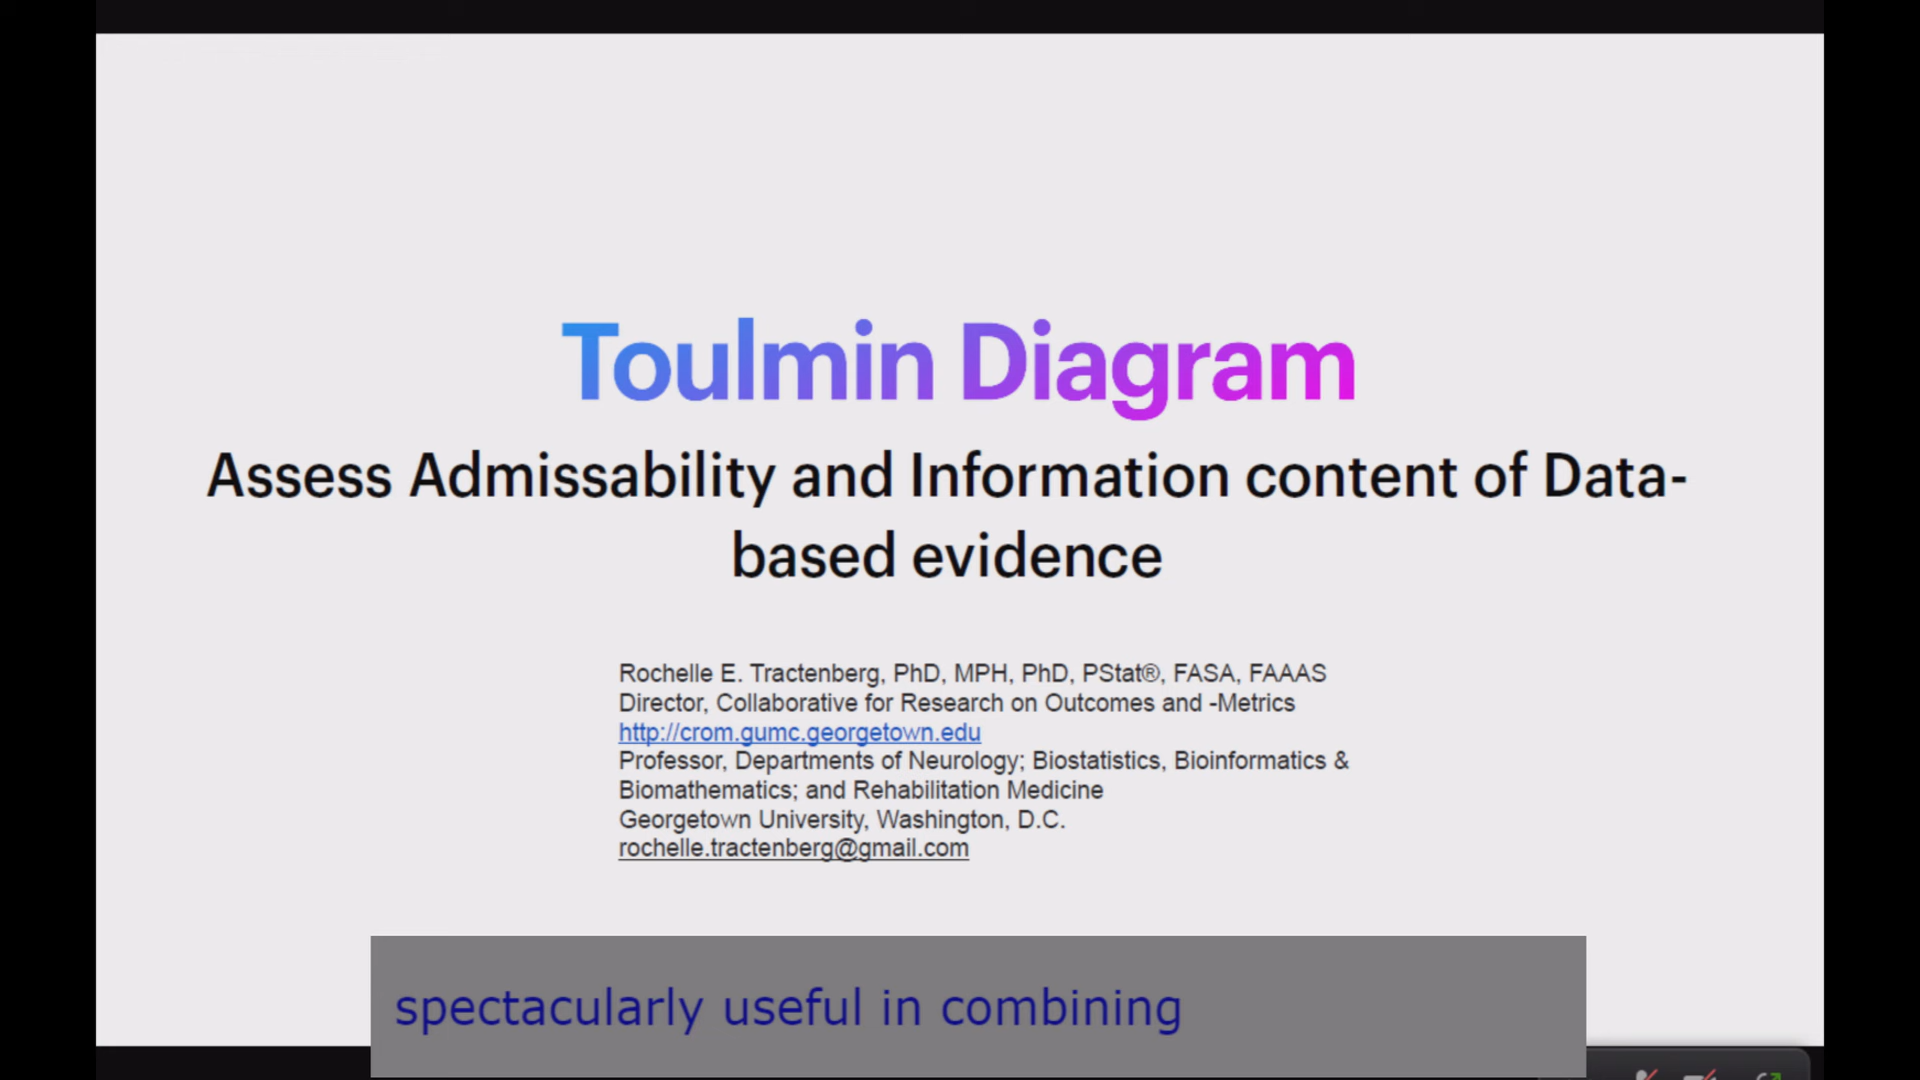 Toulmin Diagram
Assess Admissability and Information content of Data-
based evidence
Rochelle E. Tractenberg, PhD, MPH, PhD, PStat®, FASA, FAAAS
Director, Collaborative for Research on Outcomes and -Metrics
http://crom.gumc.georgetown.edu
Professor, Departments of Neurology; Biostatistics, Bioinformatics &
Biomathematics; and Rehabilitation Medicine
Georgetown University, Washington, D.C.
rochelle.tractenberg@gmail.com
spectacularly useful in combining